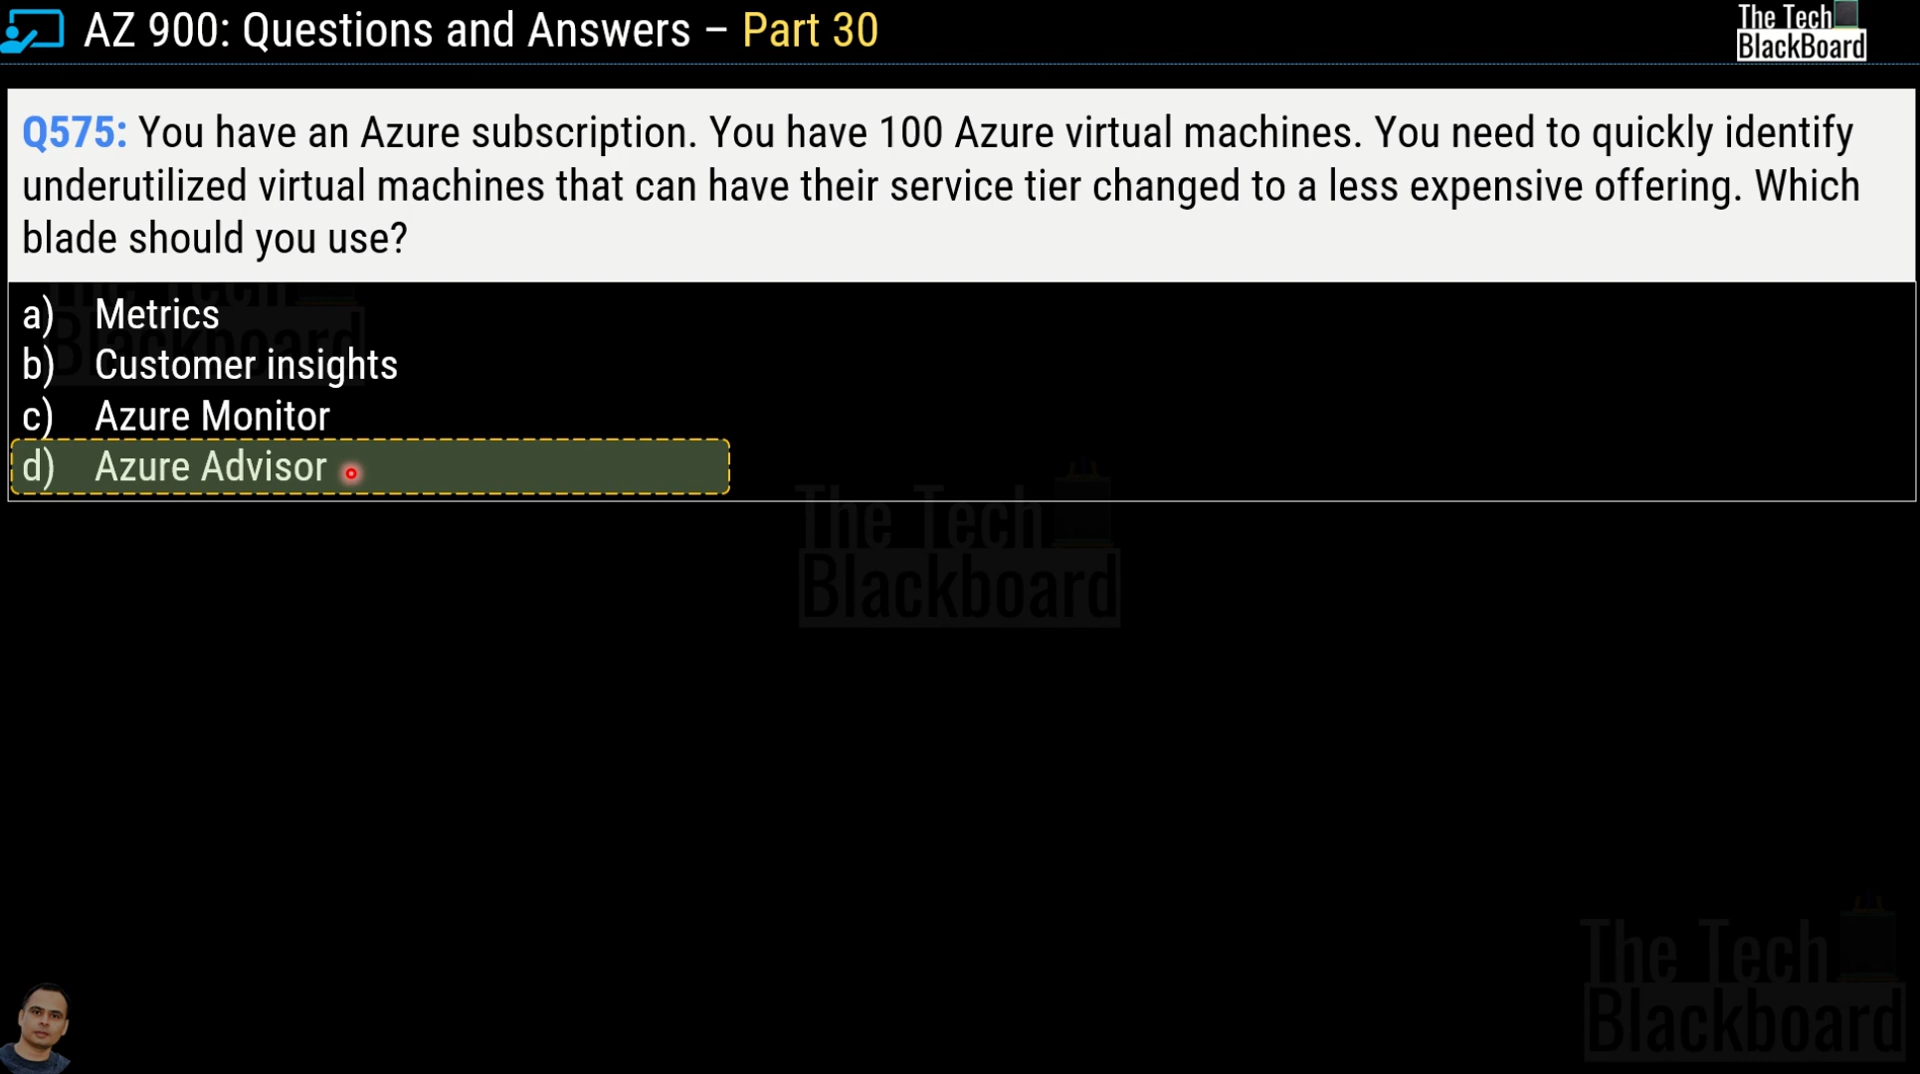 AZ 900: Questions and Answers – Part 30
The Tech
BlackBoard
Q575: You have an Azure subscription. You have 100 Azure virtual machines. You need to quickly identify
underutilized virtual machines that can have their service tier changed to a less expensive offering. Which
blade should you use?
The Tech
Blackboard
a) Metrics
b) Customer insights
c) Azure Monitor
d) Azure Advisor
The Tech
Blackboard
The Tech
Blackboard